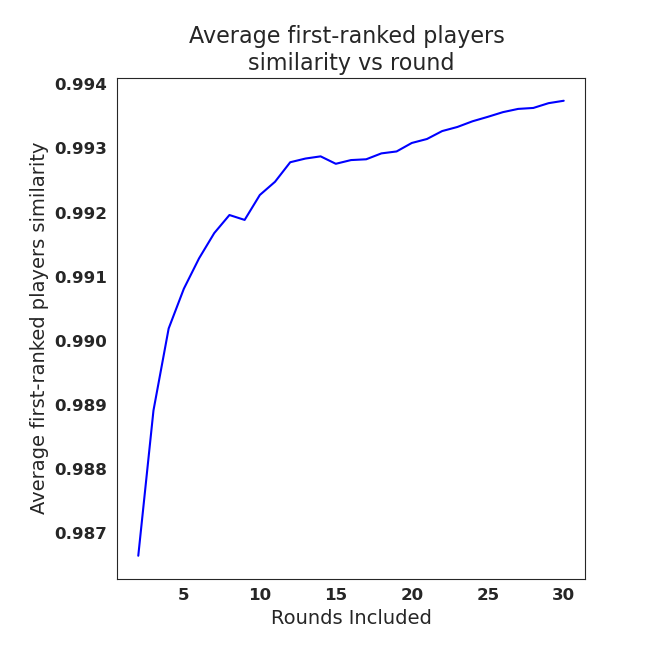 Average first-ranked players
similarity vs round
Average first-ranked players similarity
0.994
0.993
0.992
0.991
0.990
0.989
0.988
0.987
5 10 15 20 25 30
Rounds Included